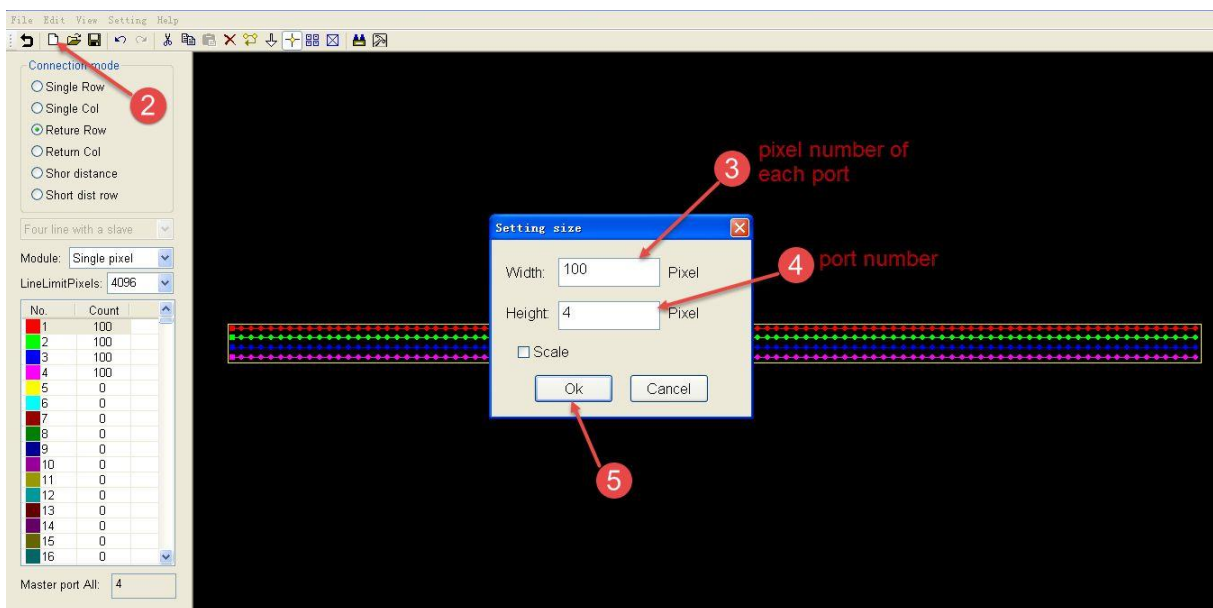 File Edit View Setting Help
Connection mode
Single Row
Single Col
Reture Row
Return Col
Shor distance
Short dist row
Four line with a slave
Module: Single pixel
LineLimitPixels: 4096
No. Count
1 100
2 100
3 100
4 100
5 0
6 0
7 0
8 0
9 0
10 0
11 0
12 0
13 0
14 0
15 0
16 0
Master port All: 4
2
3
pixel number of
each port
Setting size
Width: 100 Pixel
4
port number
Height: 4 Pixel
Scale
Ok Cancel
5